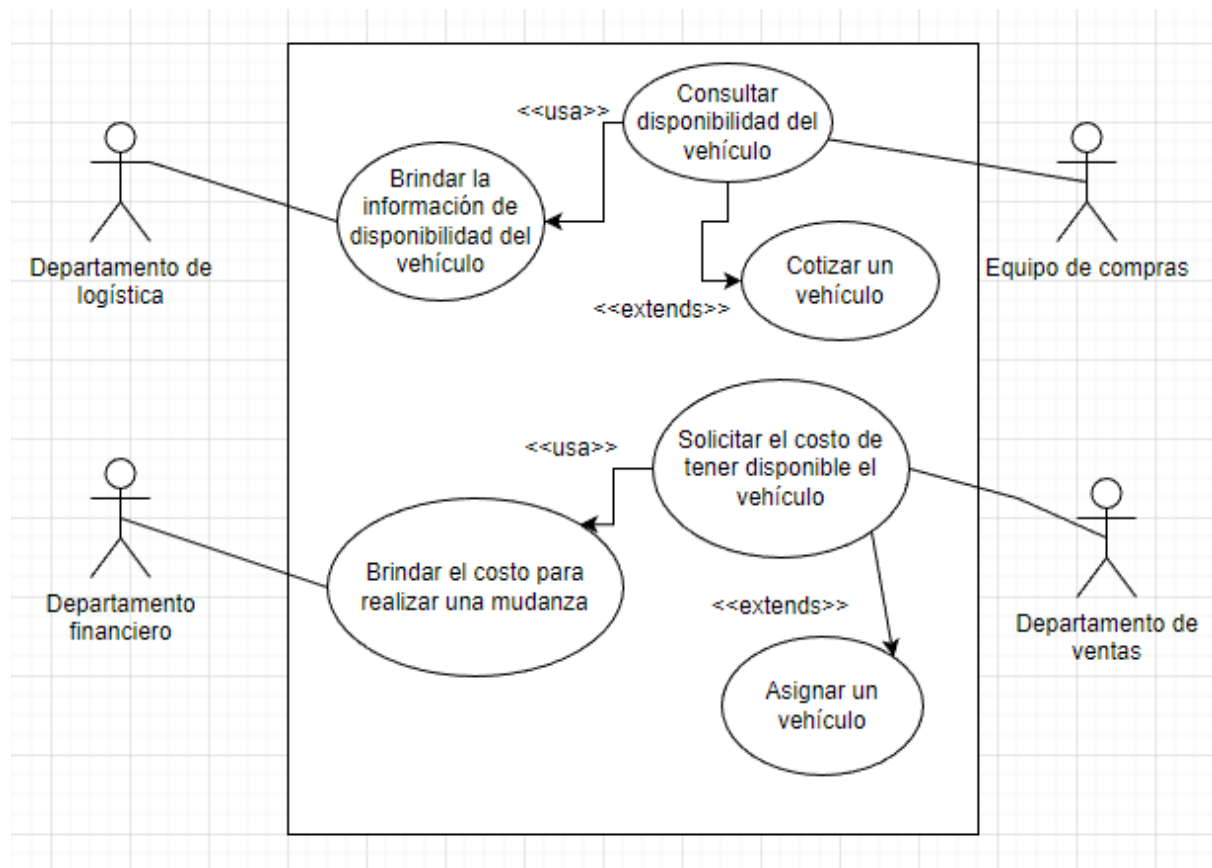 <<usa>>
Consultar
disponibilidad del
vehículo
Brindar la
información de
disponibilidad del
vehículo
Departamento de
logística
Equipo de compras
Cotizar un
vehículo
<<extends>>
<<usa>>
Solicitar el costo de
tener disponible el
vehículo
Brindar el costo para
realizar una mudanza
Departamento
financiero
<<extends>>
Departamento de
ventas
Asignar un
vehículo